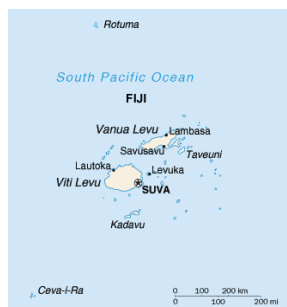 Rotuma
South Pacific Ocean
FIJI
Vanua Levu
Lambasa
Savusavu
Taveuni
Lautoka
Levuka
Viti Levu
SUVA
Kadavu
Ceva-i-Ra
0 100 200 km
0 100 200 mi